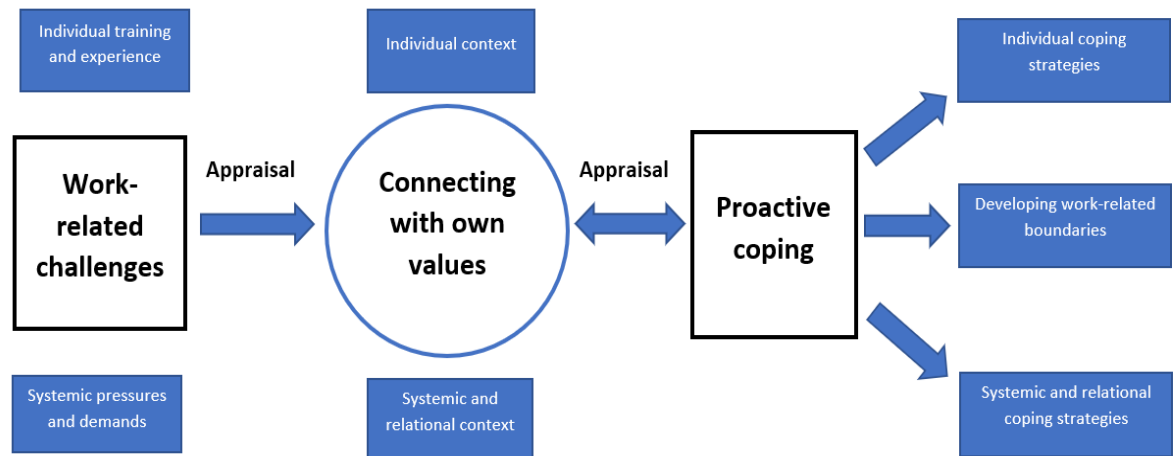 Individual training
and experience
Individual context
Individual coping
strategies
Work-
related
challenges
Appraisal
Connecting
with own
values
Appraisal
Proactive
coping
Developing work-related
boundaries
Systemic pressures
and demands
Systemic and
relational context
Systemic and relational
coping strategies